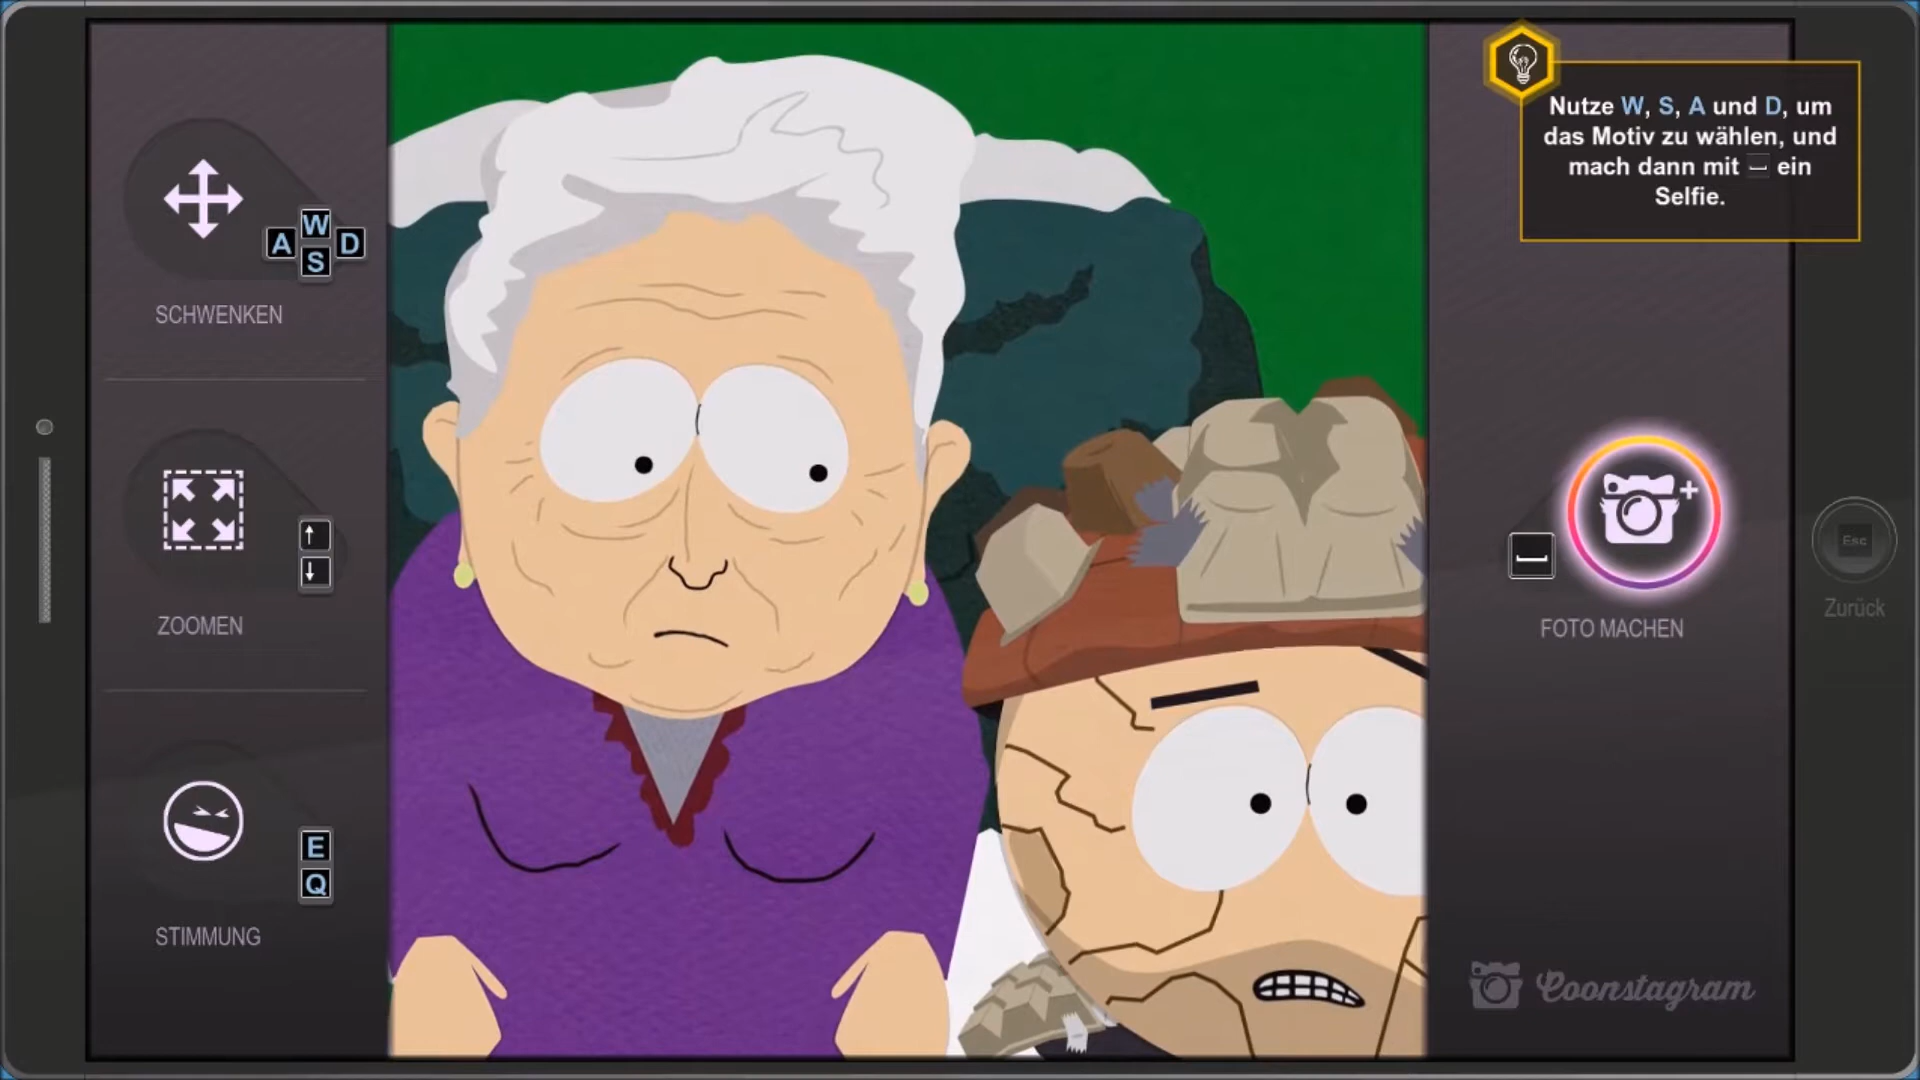 Nutze W, S, A und D, um
das Motiv zu wählen, und
mach dann mit ein
Selfie.
W
A D
S
SCHWENKEN
↑
↓
ZOOMEN
E
Q
STIMMUNG
FOTO MACHEN
Esc
Zurück
Coonstagram